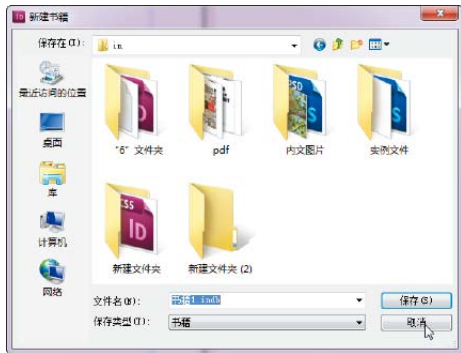 新建书籍
保存在(I):
in
最近访问的位置
桌面
库
计算机
网络
"6" 文件夹
pdf
内文图片
实例文件
新建文件夹
新建文件夹 (2)
文件名(N):
书籍1.indb
保存(S)
保存类型(T):
书籍
取消